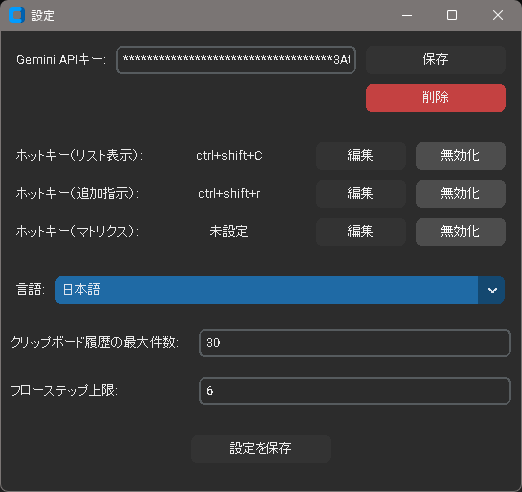 設定
Gemini APIキー: ***********************************3A
保存
削除
ホットキー(リスト表示): ctrl+shift+C 編集 無効化
ホットキー(追加指示): ctrl+shift+r 編集 無効化
ホットキー(マトリクス): 未設定 編集 無効化
言語: 日本語
クリップボード履歴の最大件数: 30
フローステップ上限: 6
設定を保存